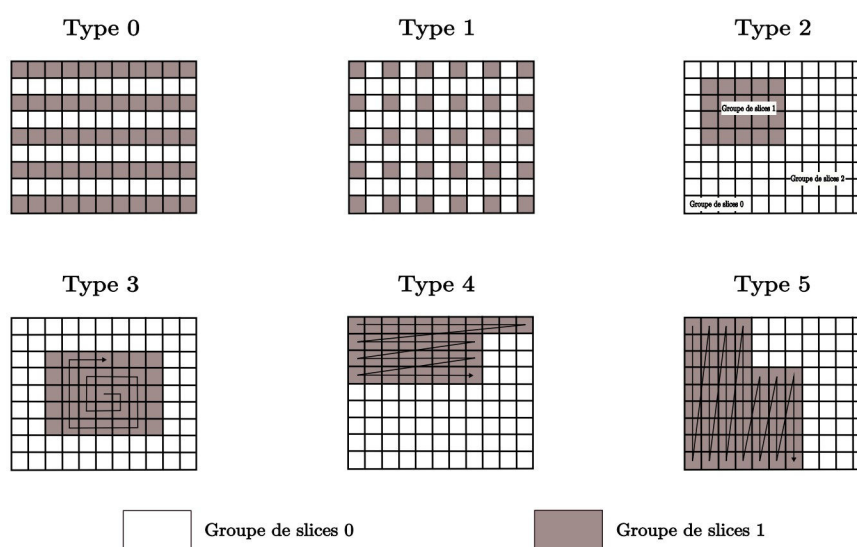 Type 0
Type 1
Type 2
Groupe de slices 1
Groupe de slices 2
Groupe de slices 0
Type 3
Type 4
Type 5
Groupe de slices 0
Groupe de slices 1